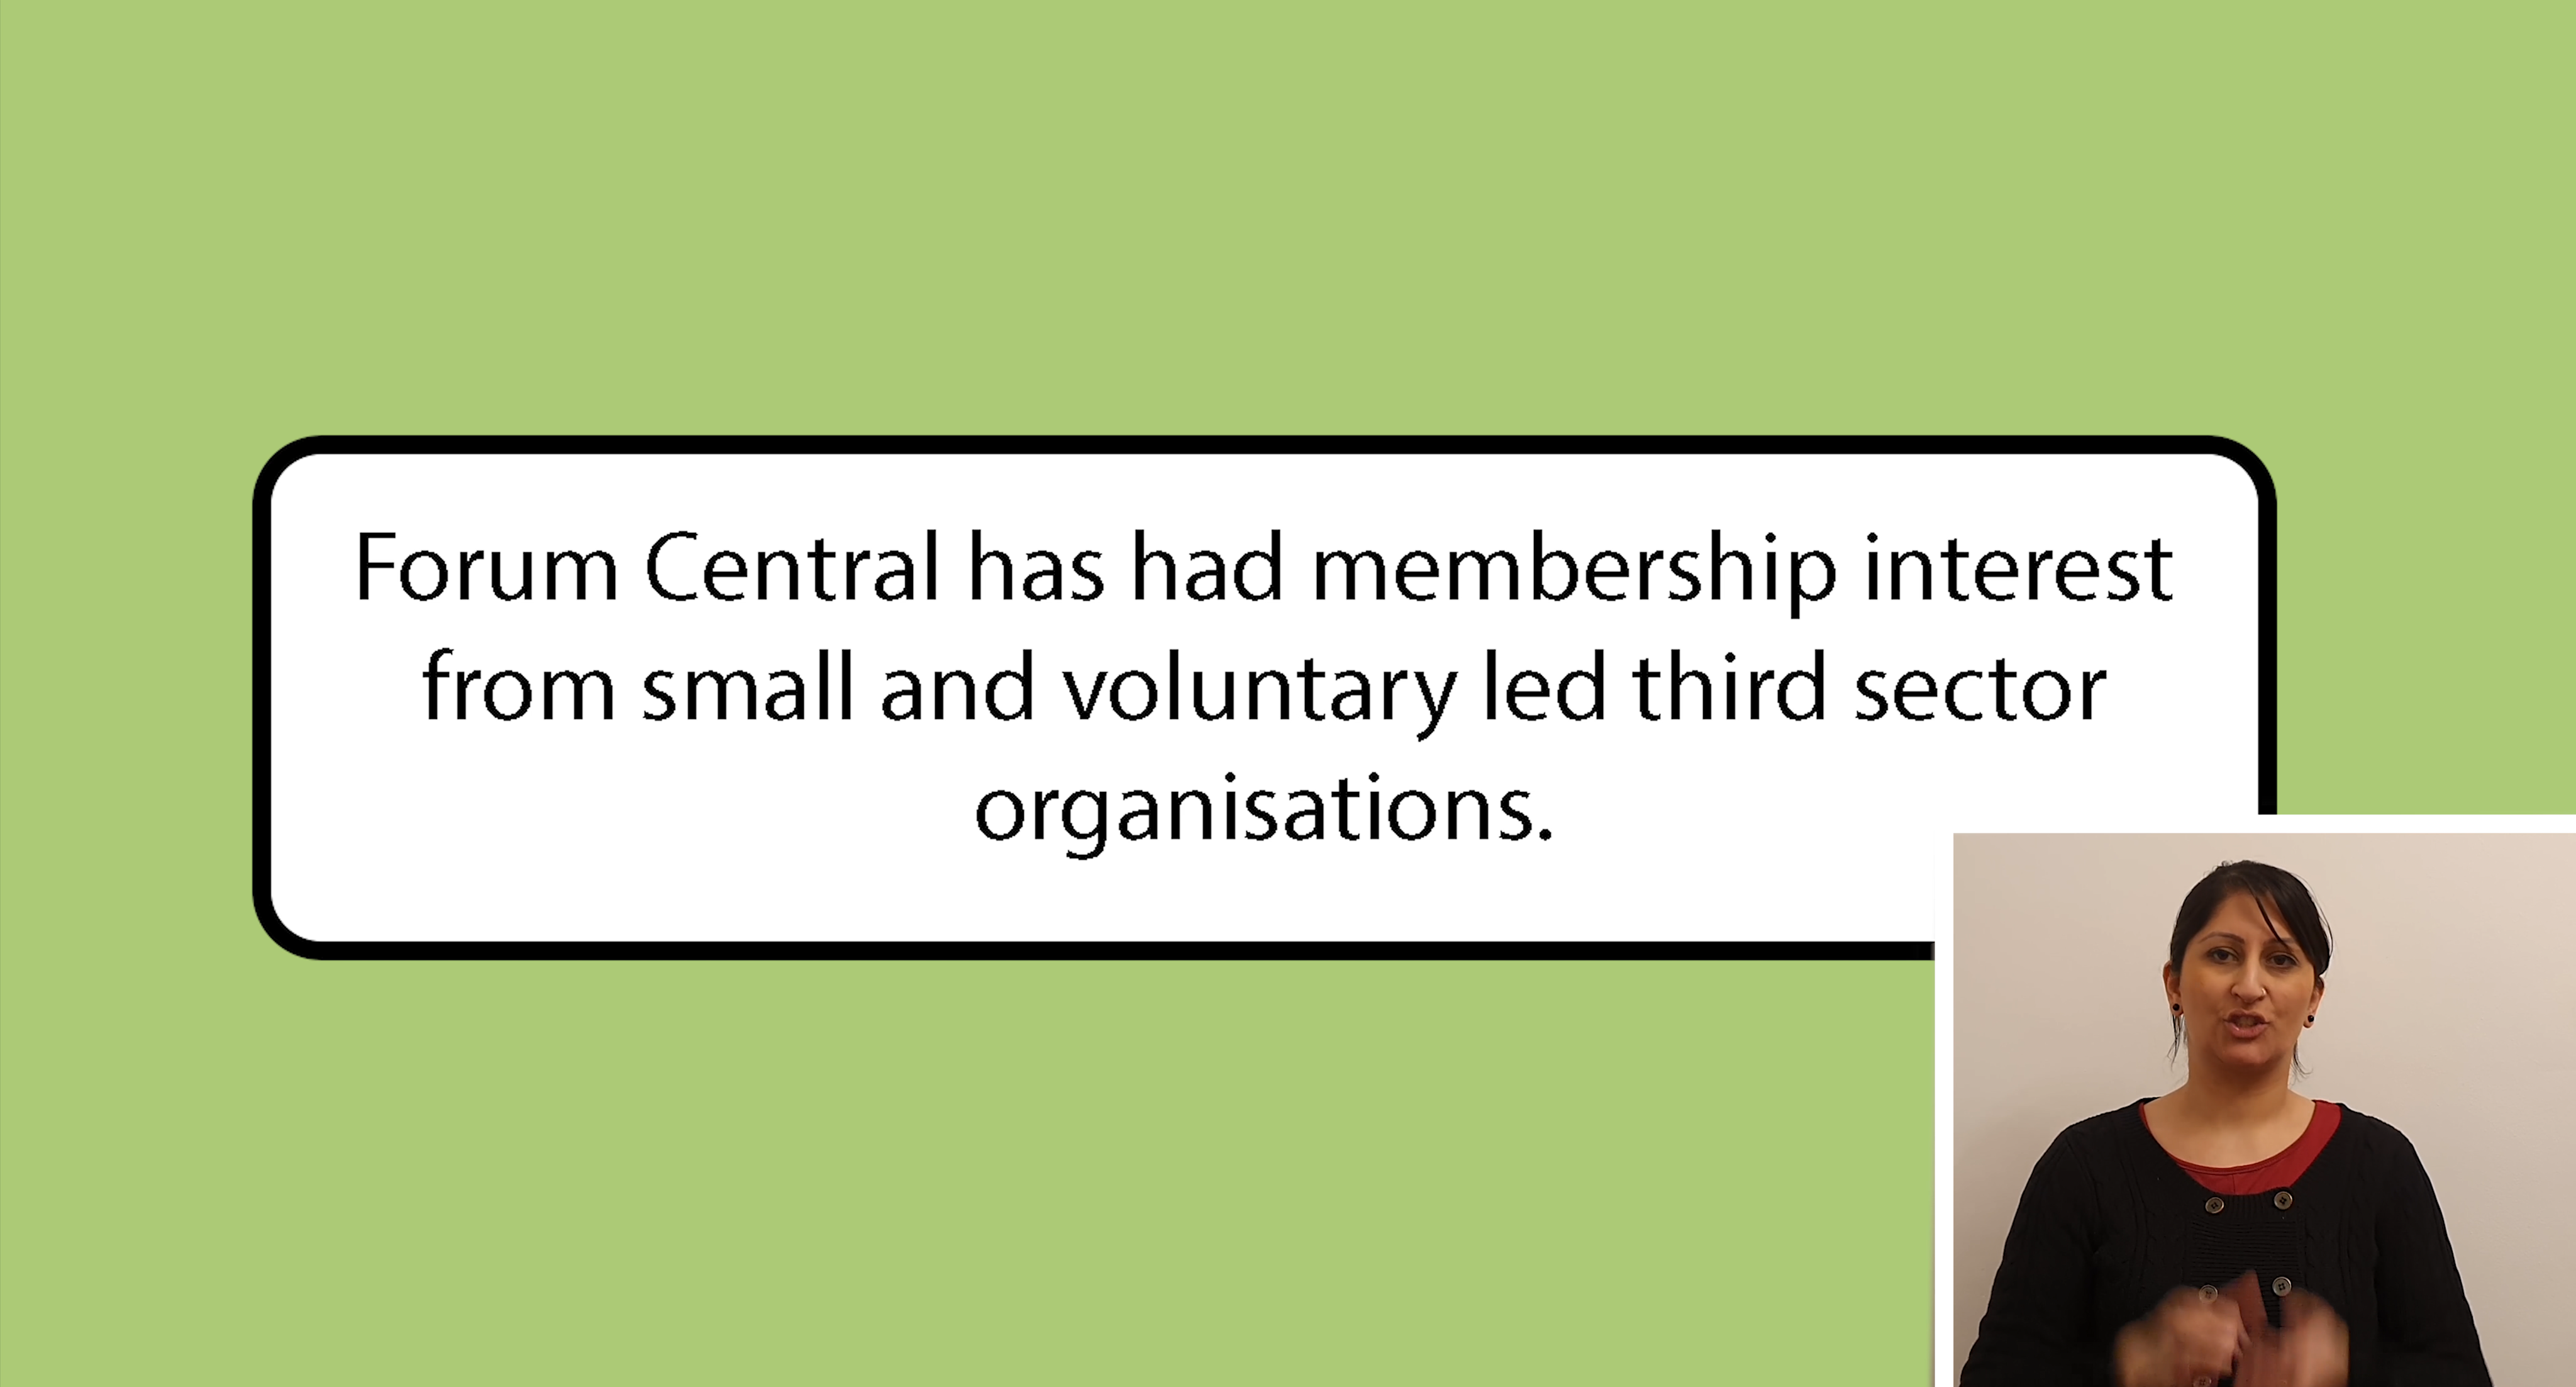 Forum Central has had membership interest
from small and voluntary led third sector
organisations.